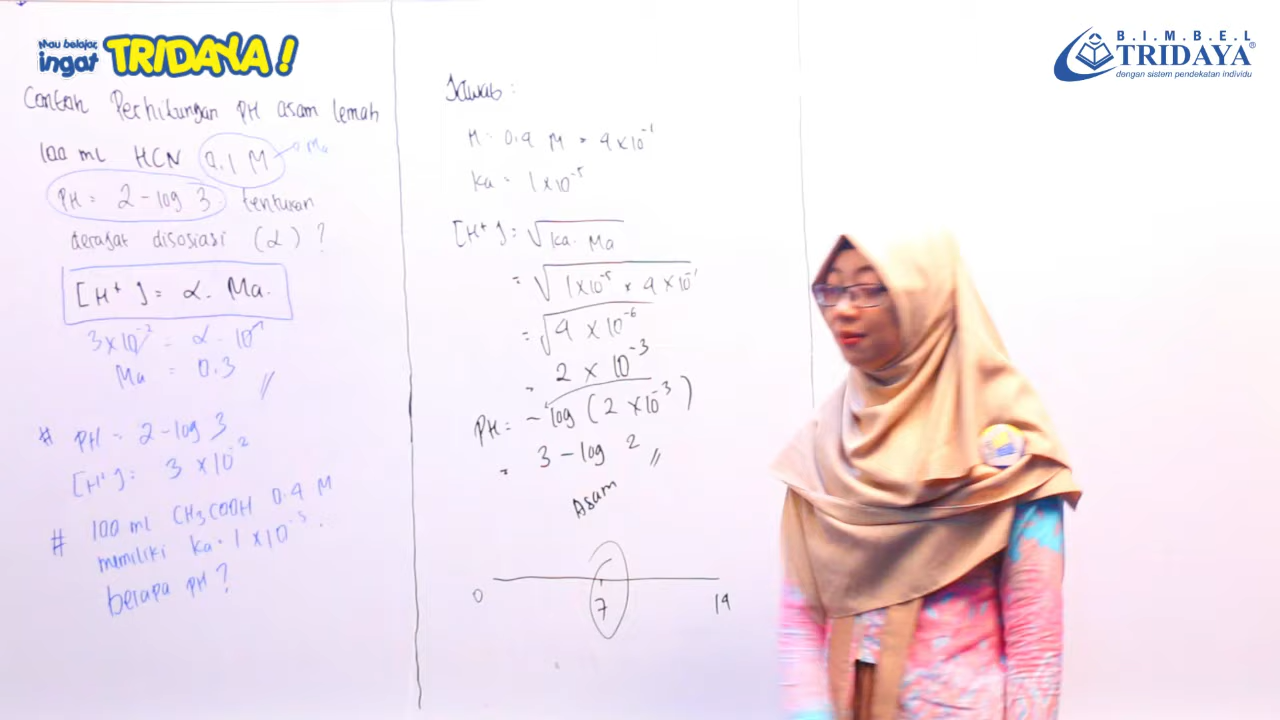 Mau belajar,
ingat TRIDAYA!
B.I.M.B.E.L
TRIDAYA®
dengan sistem pendekatan individu
Contoh Perhitungan PH asam lemah
100 ml HCN 0.1 M Ma
PH = 2 - log 3 tentukan
derajat disosiasi (α) ?
[H⁺] = α. Ma.
3 x 10⁻² = α. 10⁻¹
Ma = 0.3 //
# PH = 2 - log 3
[H⁺] = 3 x 10⁻²
# 100 ml CH3COOH 0.4 M
memiliki Ka = 1 x 10⁻⁵.
berapa PH ?
Jawab :
M = 0.4 M = 4 x 10⁻¹
Ka = 1 x 10⁻⁵
[H⁺] = √Ka. Ma
= √1 x 10⁻⁵ x 4 x 10⁻¹
= √4 x 10⁻⁶
= 2 x 10⁻³
PH = - log (2 x 10⁻³)
= 3 - log 2 //
Asam
0 7 14